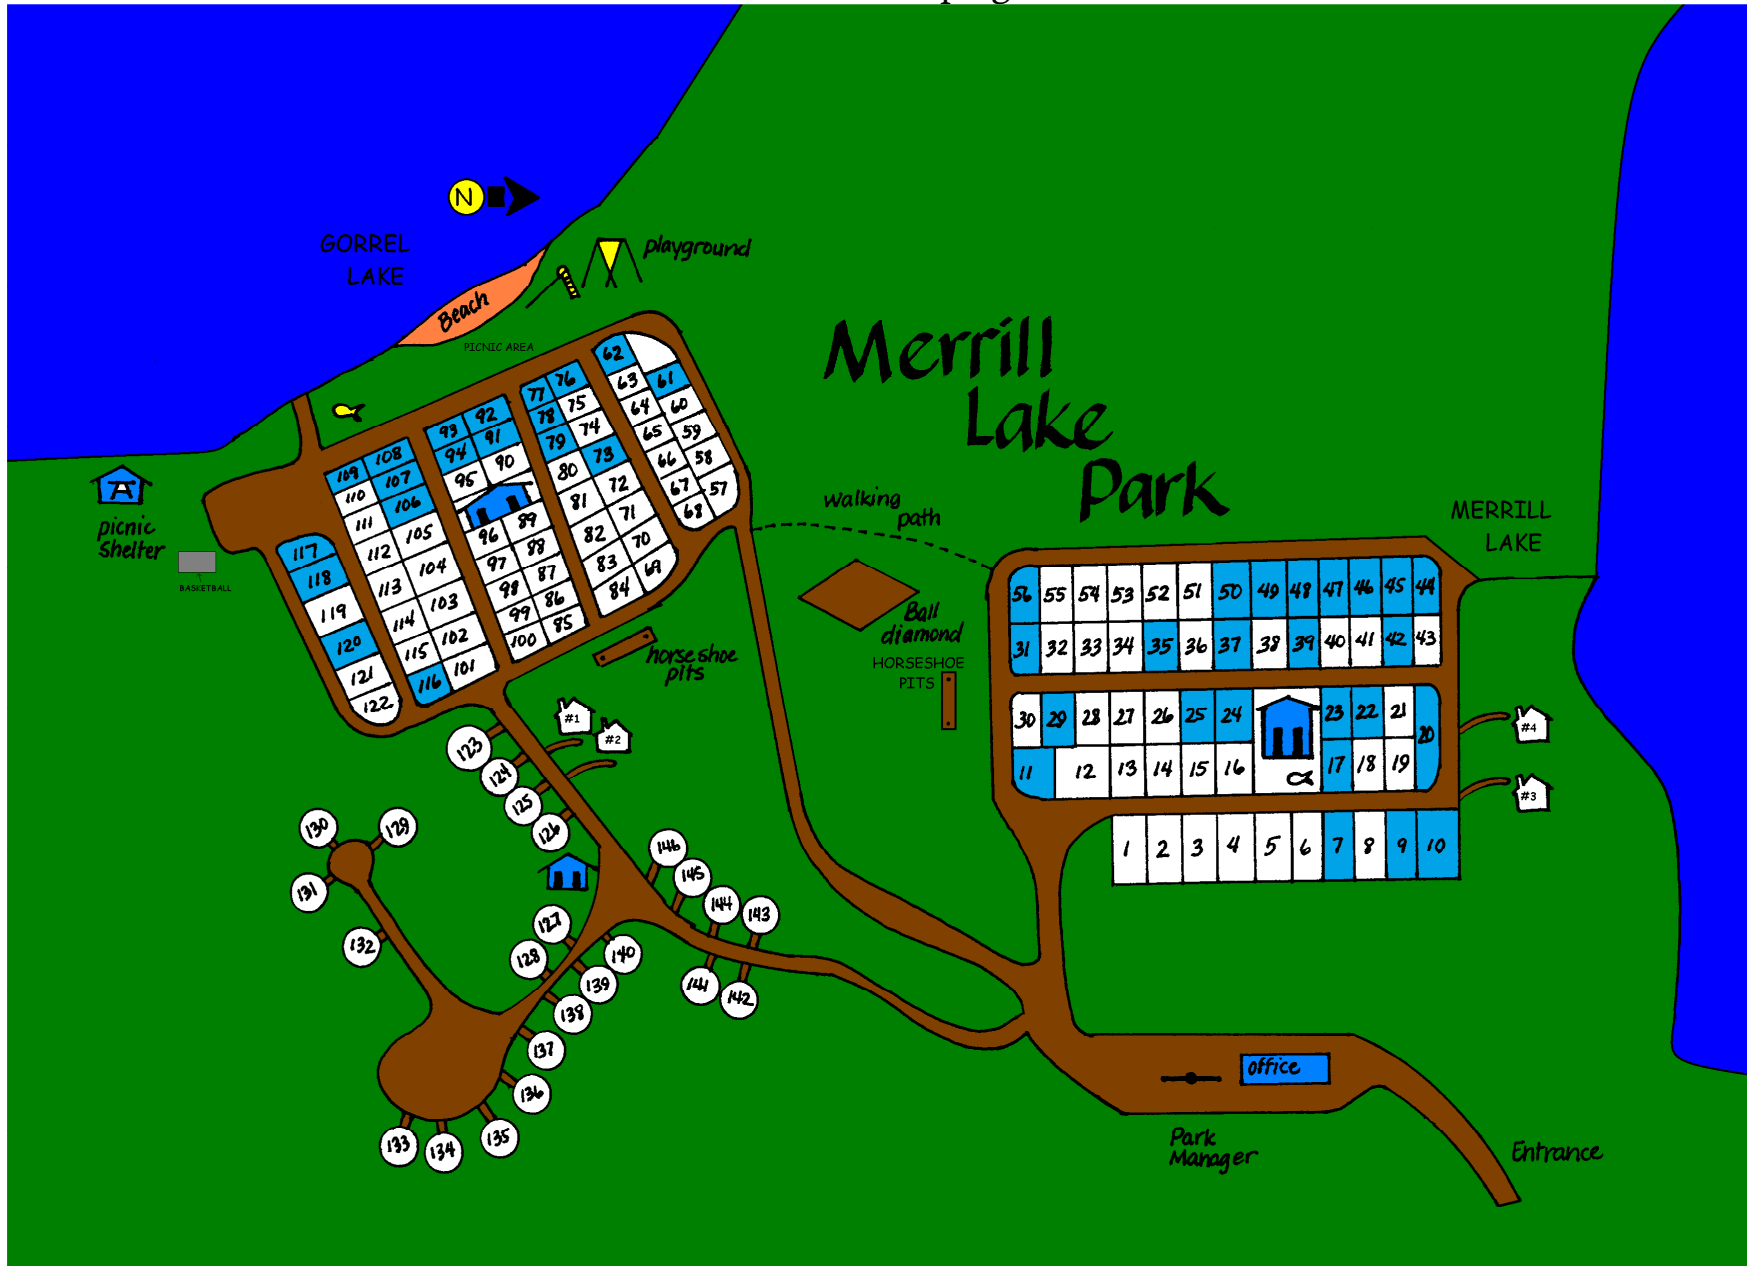 N
GORREL
LAKE
playground
Beach
PICNIC AREA
Merrill
Lake
Park
MERRILL
LAKE
walking
path
picnic
shelter
BASKETBALL
Ball
diamond
HORSESHOE
PITS
horseshoe
pits
62
63 61
64 60
65 59
66 58
67 57
68
77 76
78 75
79 74
80 73
81 72
82 71
83 70
84 69
93 92
94 91
95 90
96 89
97 88
98 87
99 86
100 85
109 108
110 107
111 106
112 105
113 104
114 103
115 102
116 101
117
118
119
120
121
122
56 55 54 53 52 51 50 49 48 47 46 45 44
31 32 33 34 35 36 37 38 39 40 41 42 43
30 29 28 27 26 25 24 23 22 21 20
11 12 13 14 15 16 17 18 19
1 2 3 4 5 6 7 8 9 10
#1
#2
#4
#3
123
124
125
126
130 129
131
132
146
145
144 143
127
128
140
139
138
137
136
135
134
133
141 142
office
Park
Manager
Entrance